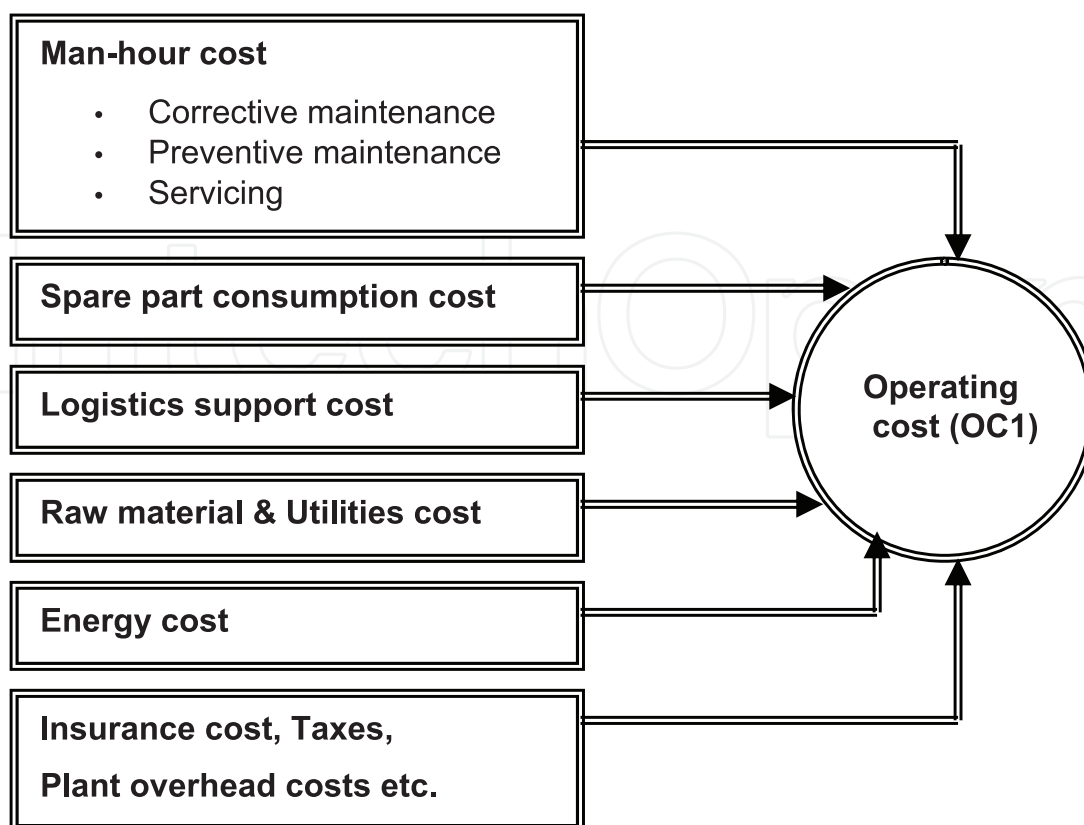 Man-hour cost
• Corrective maintenance
• Preventive maintenance
• Servicing
Spare part consumption cost
Logistics support cost
Raw material & Utilities cost
Energy cost
Insurance cost, Taxes,
Plant overhead costs etc.
Operating
cost (OC1)